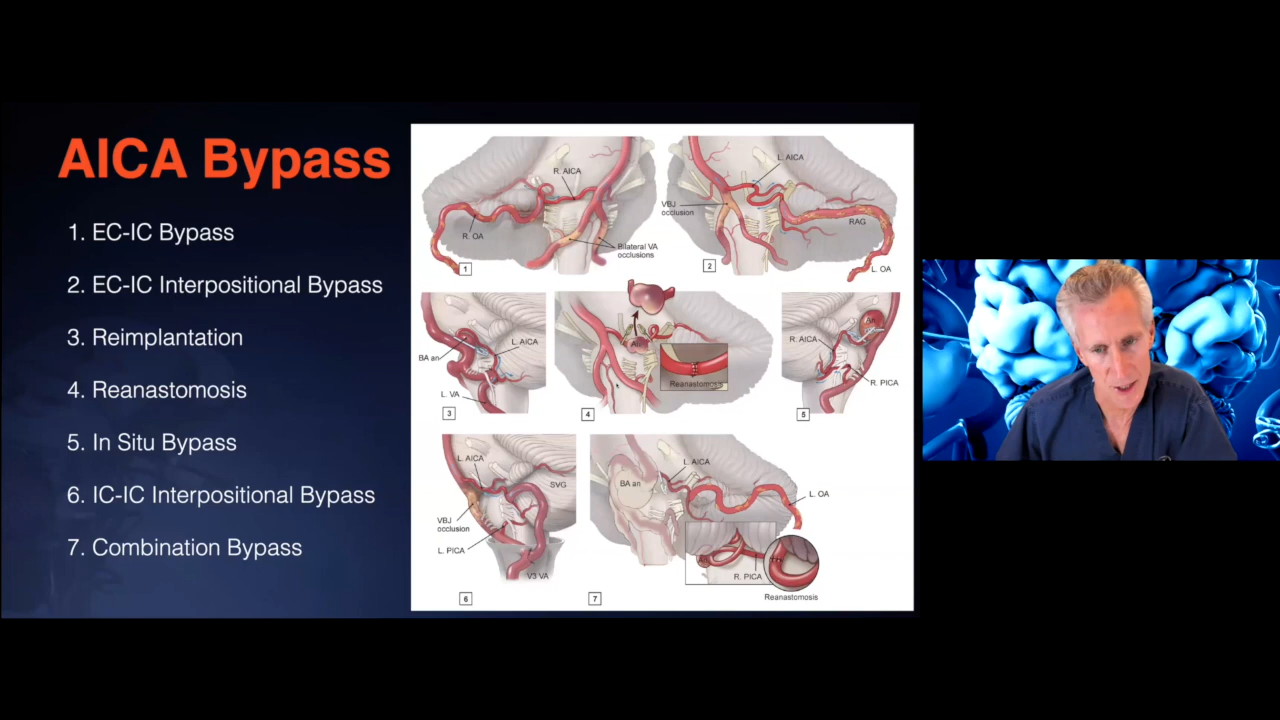 AICA Bypass
1. EC-IC Bypass
2. EC-IC Interpositional Bypass
3. Reimplantation
4. Reanastomosis
5. In Situ Bypass
6. IC-IC Interpositional Bypass
7. Combination Bypass
R. AICA
R. OA
Bilateral VA
occlusions
1
L. AICA
VBJ
occlusion
RAG
L. OA
2
BA an
L. AICA
L. VA
3
An
Reanastomosis
4
An
R. AICA
R. PICA
5
L. AICA
SVG
VBJ
occlusion
L. PICA
V3 VA
6
BA an
L. AICA
L. OA
R. PICA
Reanastomosis
7